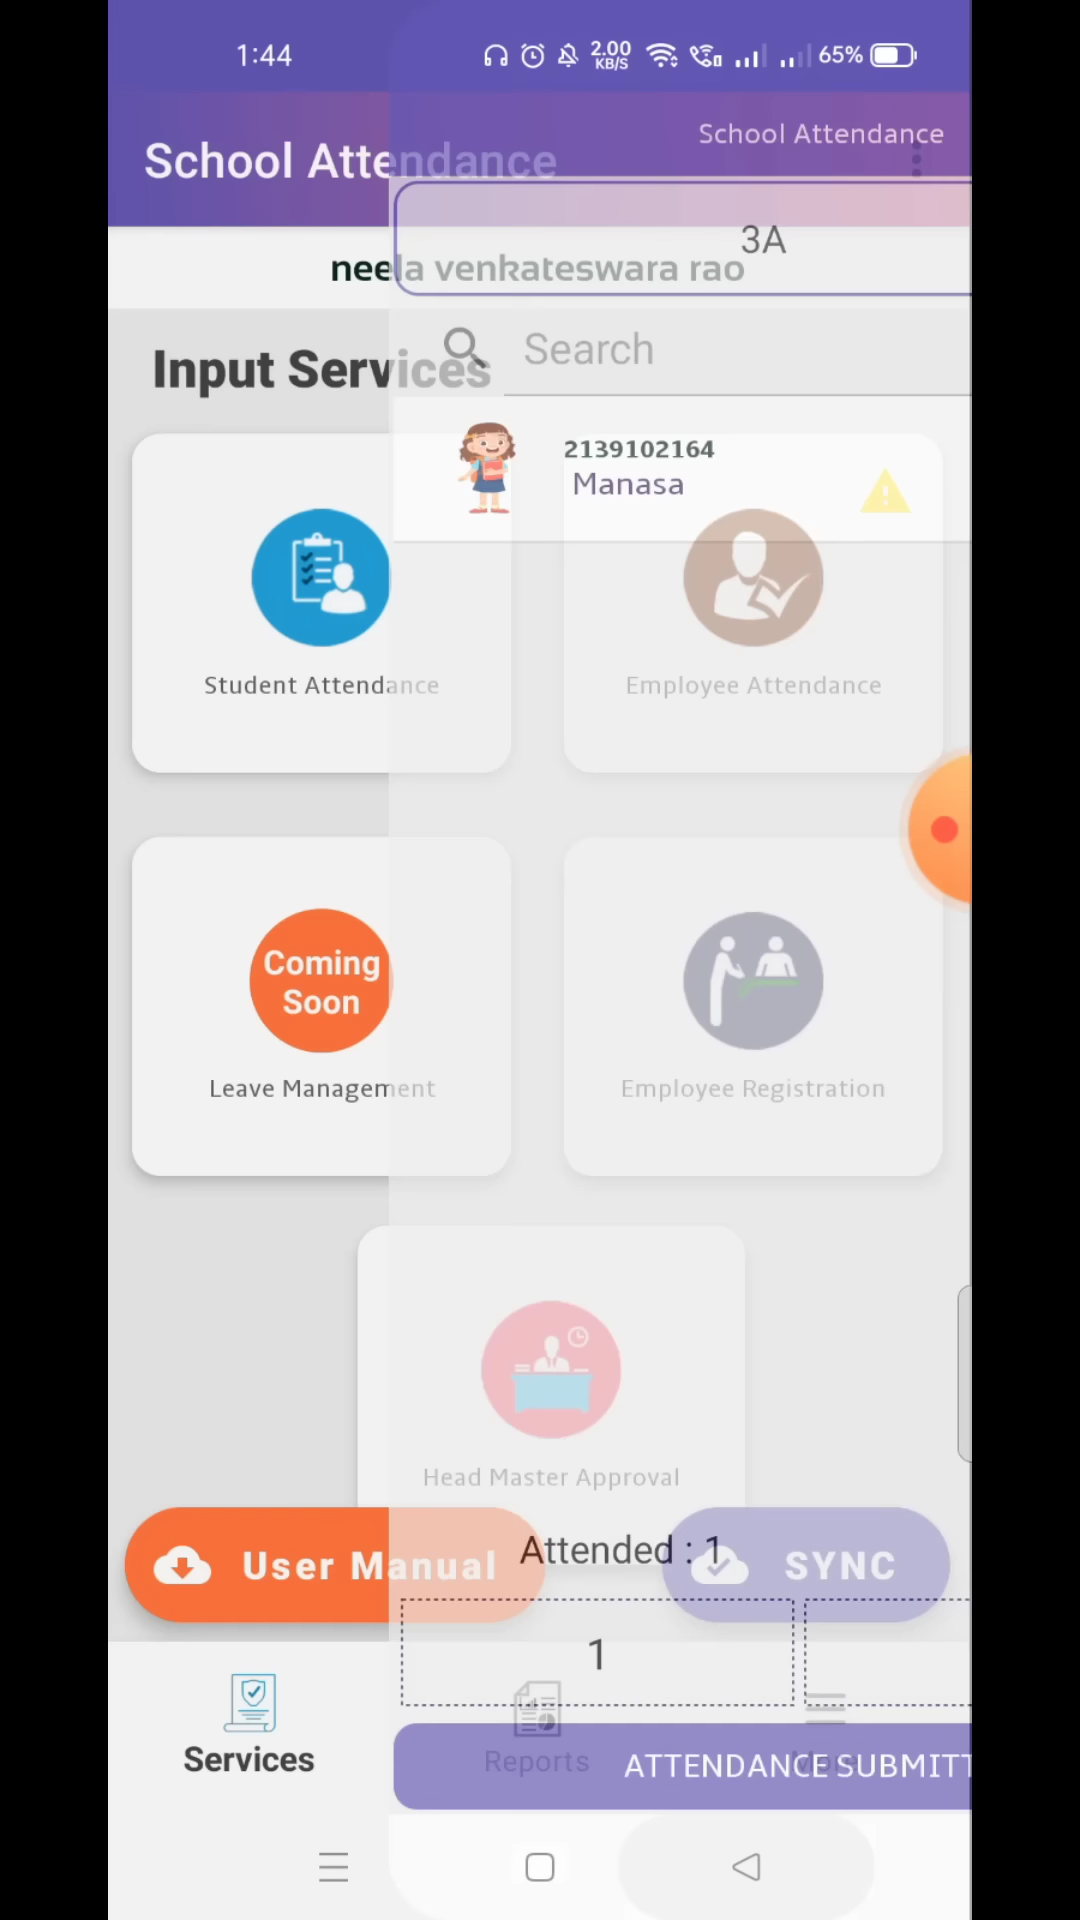 1:44
2.00
KB/S
65%
School Attendance
School Attendance
3A
neela venkateswara rao
Search
Input Services
2139102164
Manasa
Student Attendance
Employee Attendance
Coming
Soon
Leave Management
Employee Registration
Head Master Approval
Attended : 1
User Manual
SYNC
1
Services
Reports
ATTENDANCE SUBMITT